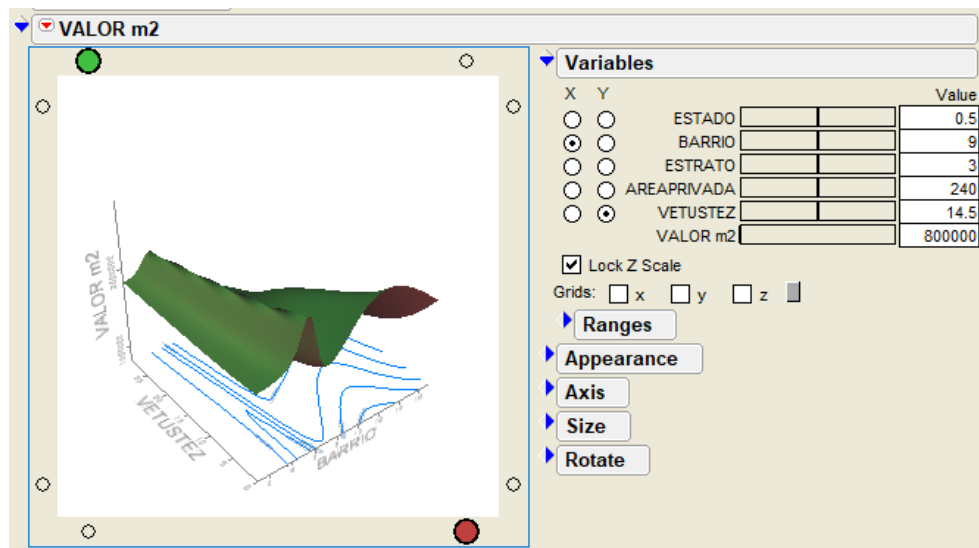 VALOR m2
Variables
X Y Value
ESTADO 0.5
BARRIO 9
ESTRATO 3
AREAPRIVADA 240
VETUSTEZ 14.5
VALOR m2 800000
Lock Z Scale
Grids: x y z
Ranges
Appearance
Axis
Size
Rotate
VALOR m2
VETUSTEZ
BARRIO